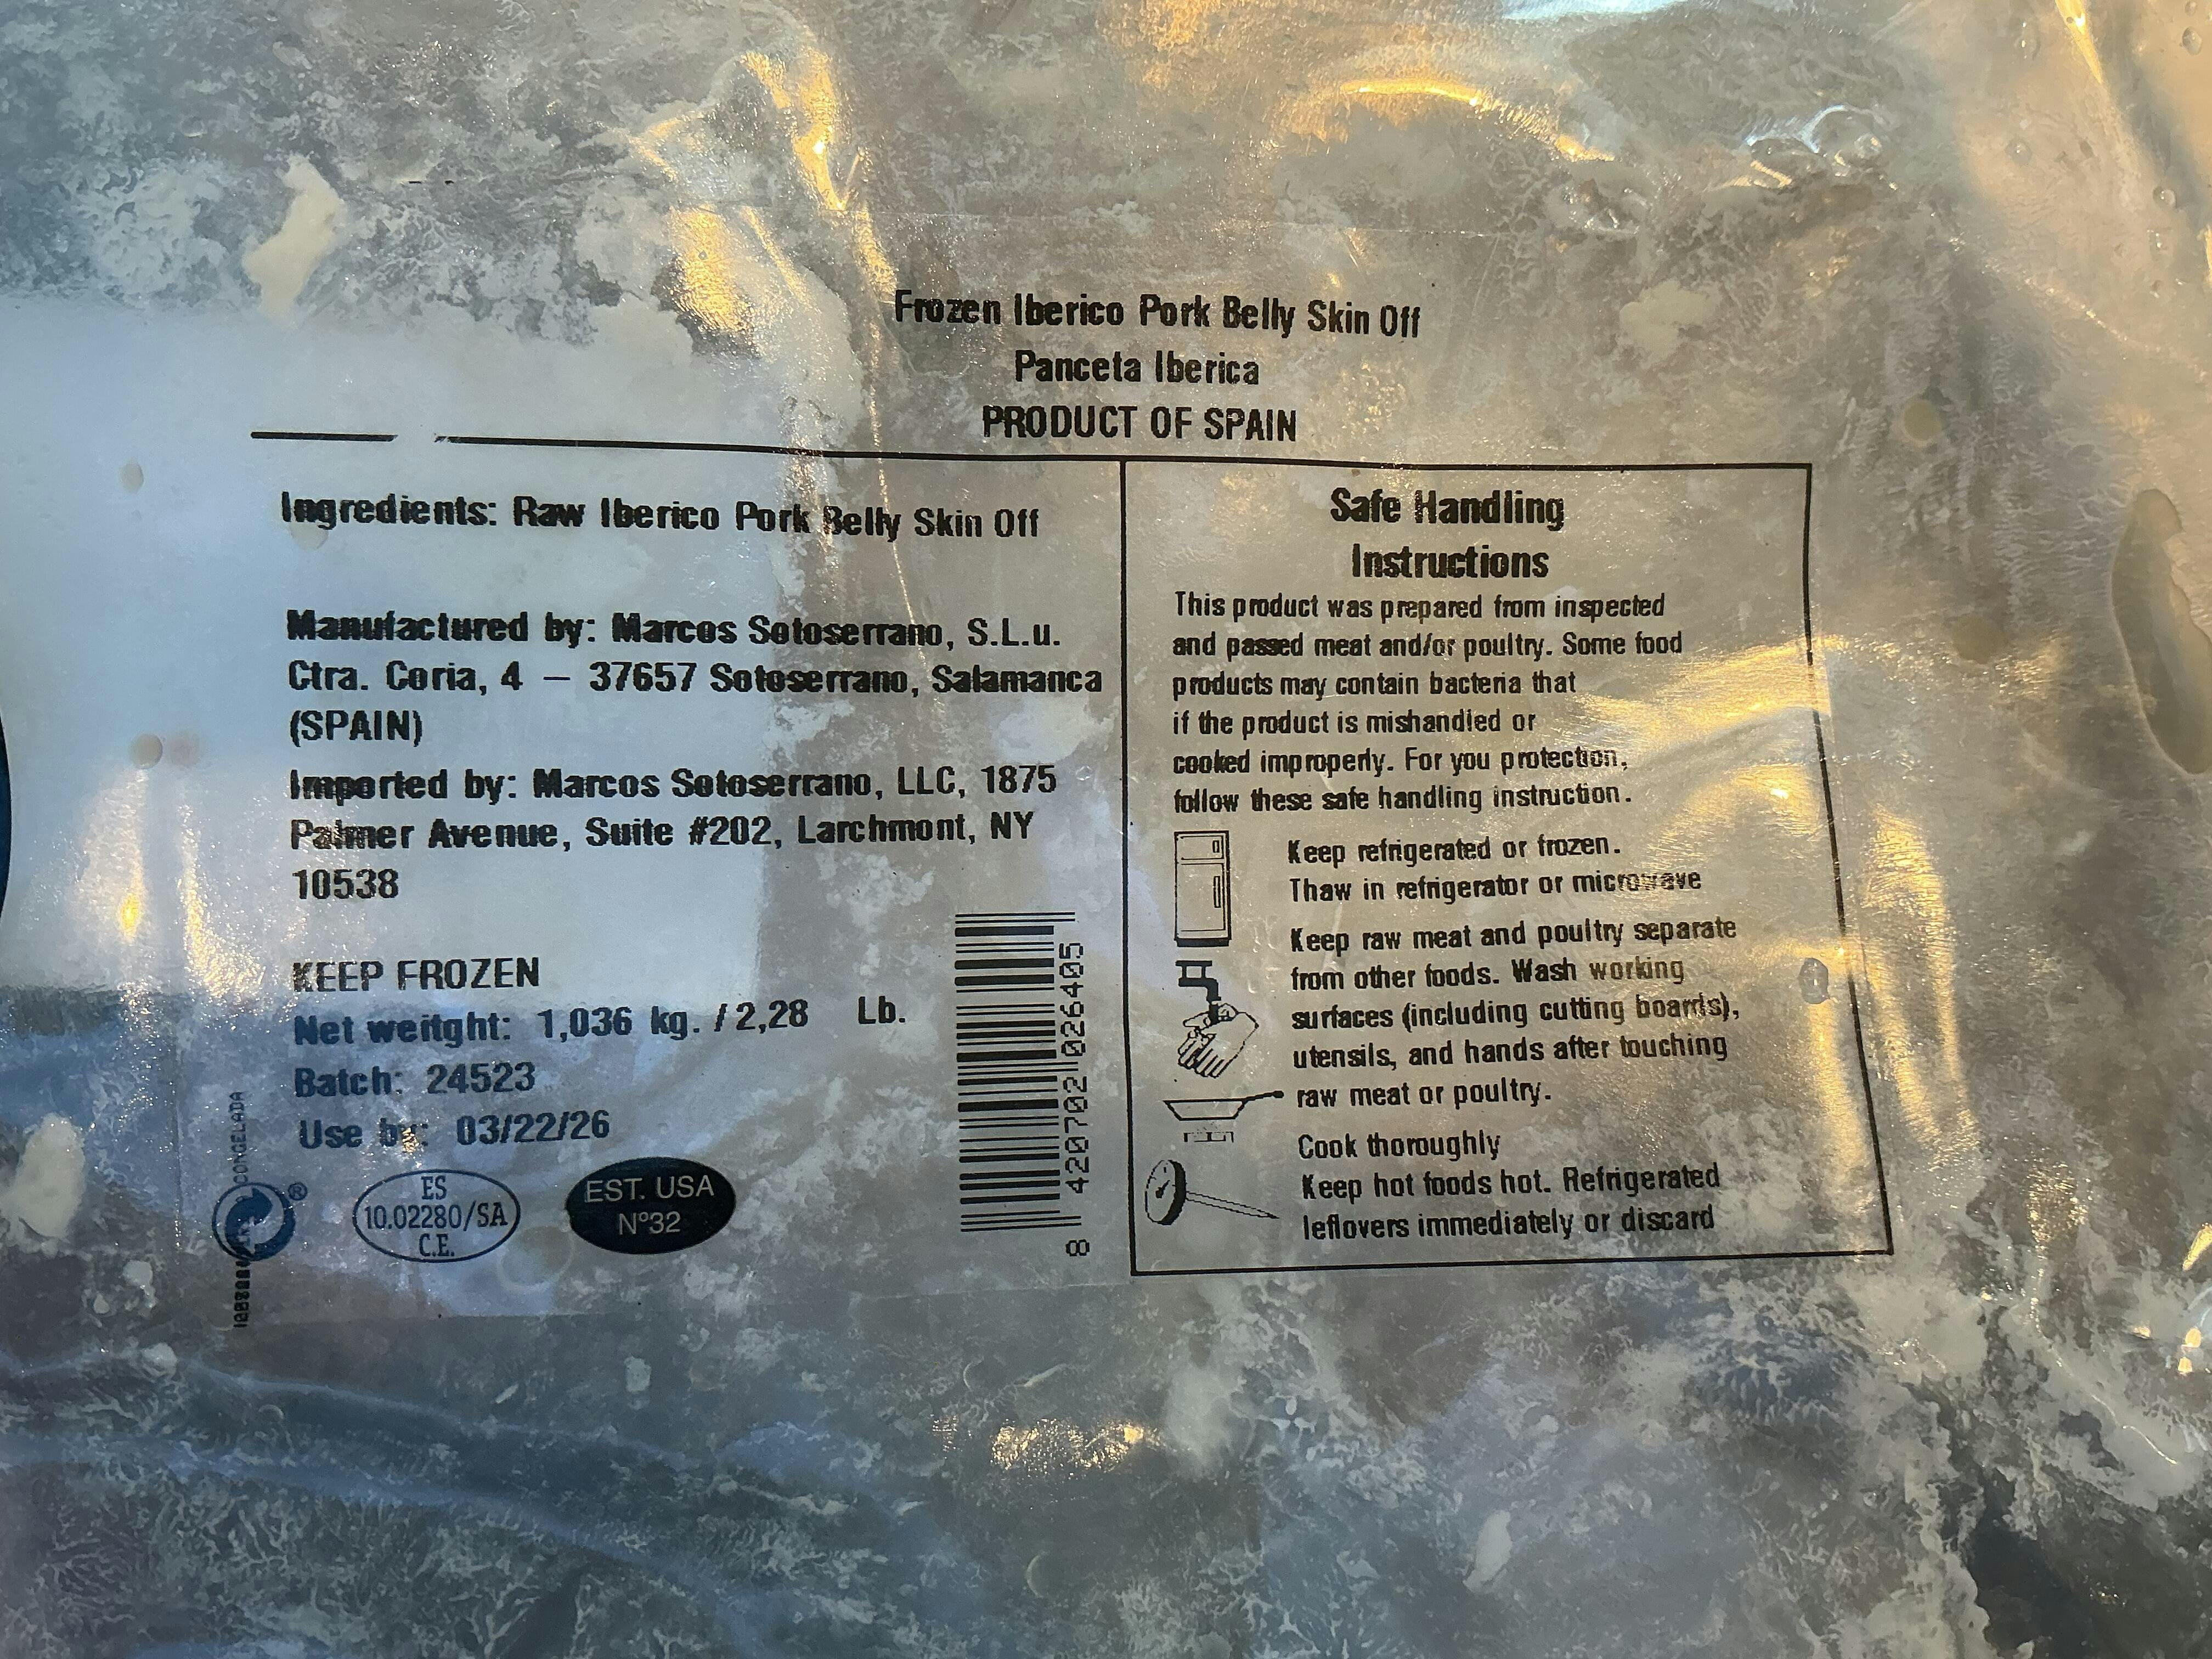 Frozen Iberico Pork Belly Skin Off
Panceta Iberica
PRODUCT OF SPAIN
Ingredients: Raw Iberico Pork Belly Skin Off
Manufactured by: Marcos Sotoserrano, S.L.u.
Ctra. Coria, 4 – 37657 Sotoserrano, Salamanca
(SPAIN)
Imported by: Marcos Sotoserrano, LLC, 1875
Palmer Avenue, Suite #202, Larchmont, NY
10538
KEEP FROZEN
Net weitght: 1,036 kg. / 2,28 Lb.
Batch: 24523
Use by: 03/22/26
CONGELADA
®
ES
10.02280/SA
C.E.
EST. USA
Nº32
8 420702 026405
Safe Handling
Instructions
This product was prepared from inspected
and passed meat and/or poultry. Some food
products may contain bacteria that
if the product is mishandled or
cooked improperly. For you protection,
follow these safe handling instruction.
Keep refrigerated or frozen.
Thaw in refrigerator or microwave
Keep raw meat and poultry separate
from other foods. Wash working
surfaces (including cutting boards),
utensils, and hands after touching
raw meat or poultry.
Cook thoroughly
Keep hot foods hot. Refrigerated
leflovers immediately or discard